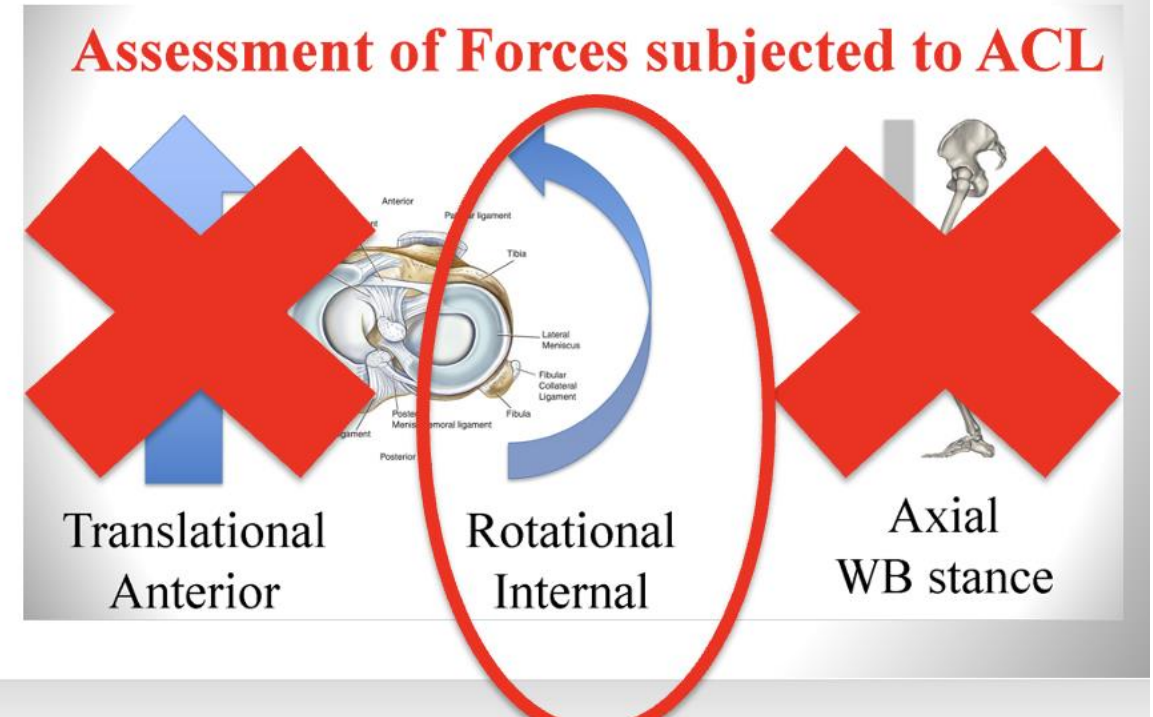 Assessment of Forces subjected to ACL
Anterior
ligament
Tibia
Lateral
Meniscus
Fibular
Collateral
Ligament
Fibula
Posterior
Translational
Anterior
Rotational
Internal
Axial
WB stance